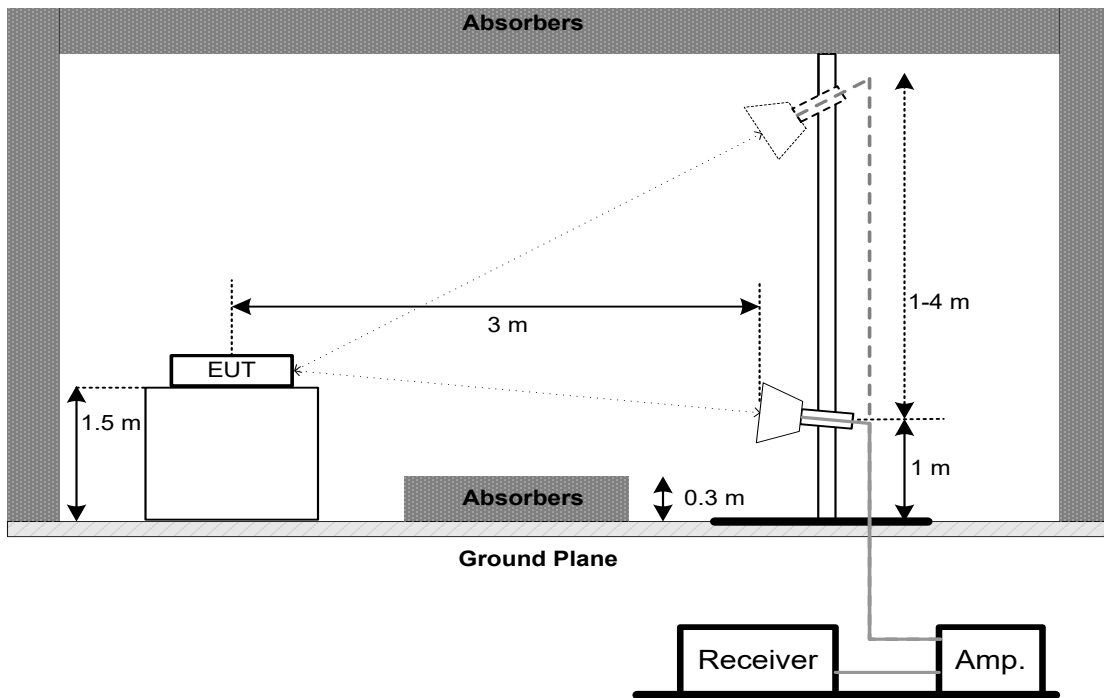 Absorbers
1-4 m
3 m
EUT
1.5 m
1 m
Absorbers
0.3 m
Ground Plane
Receiver
Amp.